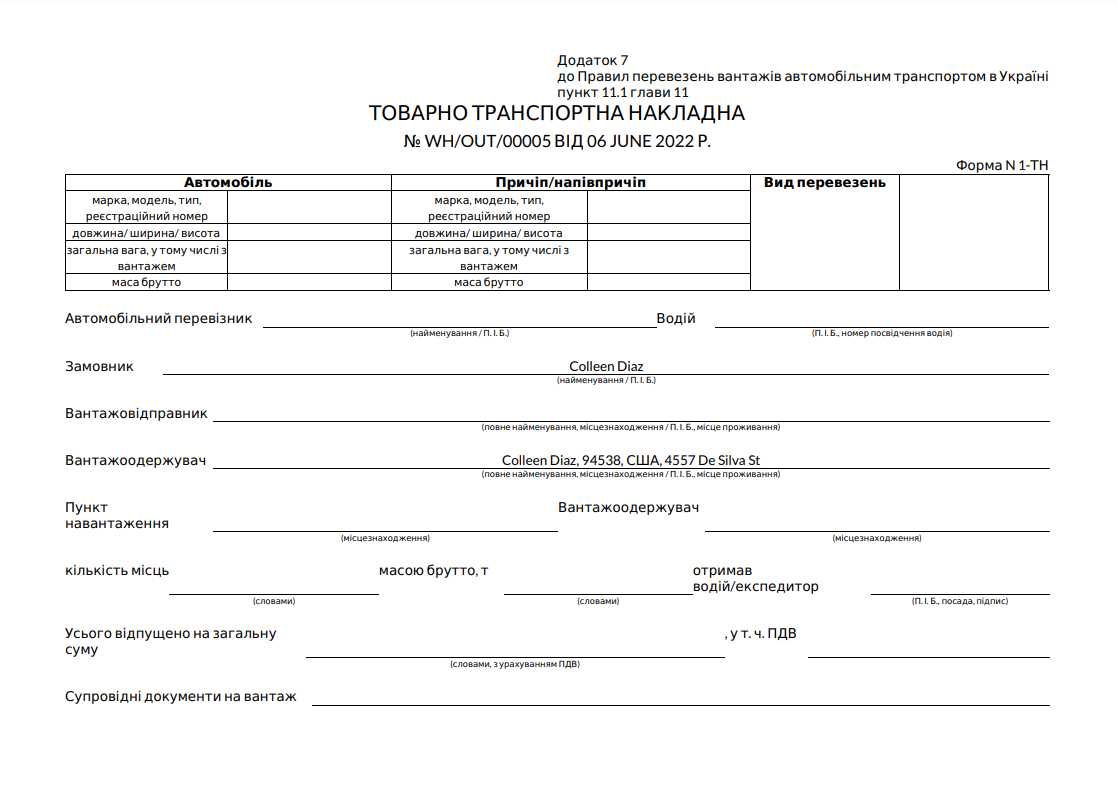 Додаток 7
до Правил перевезень вантажів автомобільним транспортом в Україні
пункт 11.1 глави 11
ТОВАРНО ТРАНСПОРТНА НАКЛАДНА
№ WH/OUT/00005 ВІД 06 JUNE 2022 Р.
Форма N 1-ТН
Автомобіль Причіп/напівпричіп Вид перевезень
марка, модель, тип, марка, модель, тип,
реєстраційний номер реєстраційний номер
довжина/ ширина/ висота довжина/ ширина/ висота
загальна вага, у тому числі з загальна вага, у тому числі з
вантажем вантажем
маса брутто маса брутто
Автомобільний перевізник Водій
(найменування / П. І. Б.) (П. І. Б., номер посвідчення водія)
Замовник Colleen Diaz
(найменування / П. І. Б.)
Вантажовідправник
(повне найменування, місцезнаходження / П. І. Б., місце проживання)
Вантажоодержувач Colleen Diaz, 94538, США, 4557 De Silva St
(повне найменування, місцезнаходження / П. І. Б., місце проживання)
Пункт Вантажоодержувач
навантаження
(місцезнаходження) (місцезнаходження)
кількість місць масою брутто, т отримав
водій/експедитор
(словами) (словами) (П. І. Б., посада, підпис)
Усього відпущено на загальну , у т. ч. ПДВ
суму
(словами, з урахуванням ПДВ)
Супровідні документи на вантаж